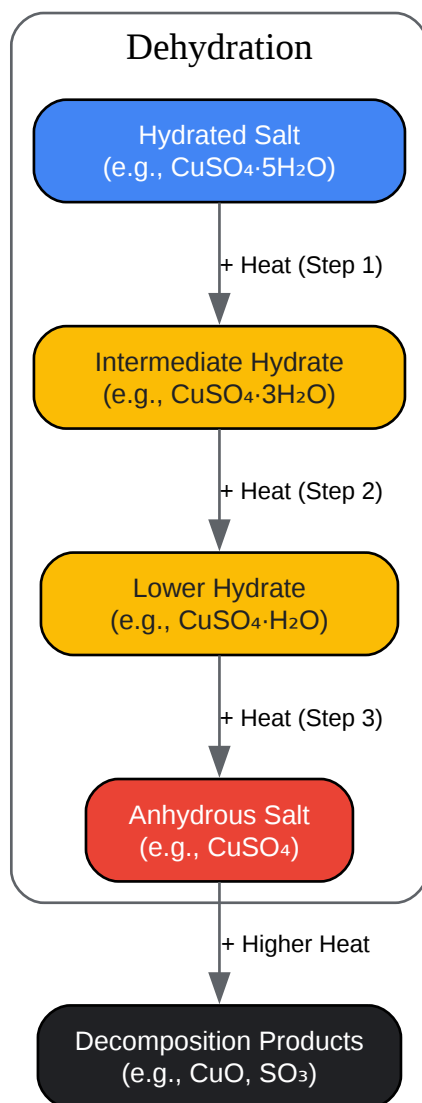 Dehydration
Hydrated Salt
(e.g., CuSO₄·5H₂O)
+ Heat (Step 1)
Intermediate Hydrate
(e.g., CuSO₄·3H₂O)
+ Heat (Step 2)
Lower Hydrate
(e.g., CuSO₄·H₂O)
+ Heat (Step 3)
Anhydrous Salt
(e.g., CuSO₄)
+ Higher Heat
Decomposition Products
(e.g., CuO, SO₃)